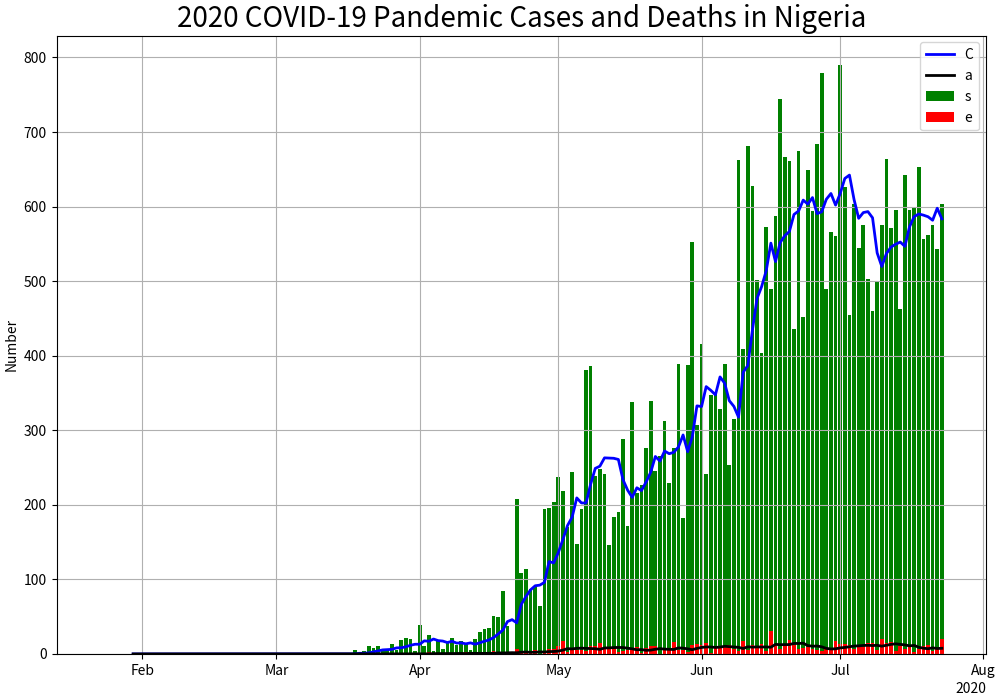 2020 COVID-19 Pandemic Cases and Deaths in Nigeria
800
700
600
500
400
300
200
100
0
Number
C
a
s
e
Feb
Mar
Apr
May
Jun
Jul
Aug
2020